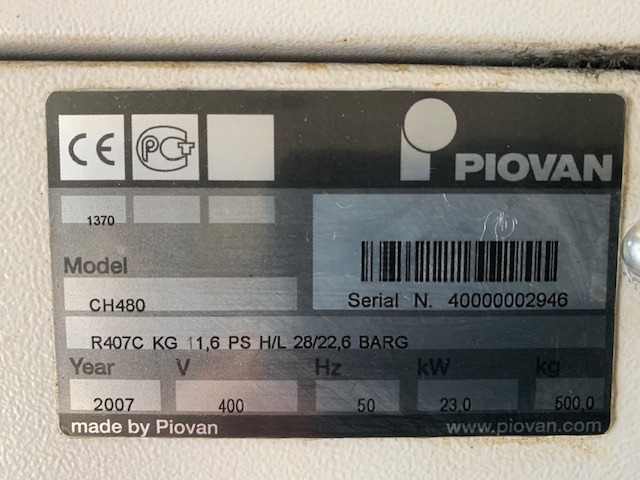 CE PCT
PIOVAN
1370
Model
CH480
Serial N. 40000002946
R407C KG 11,6 PS H/L 28/22,6 BARG
Year V Hz kW kg
2007 400 50 23,0 500,0
made by Piovan www.piovan.com